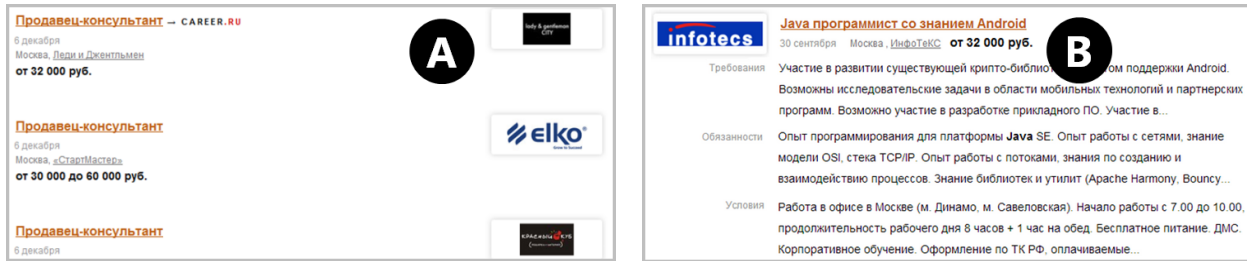 Продавец-консультант → CAREER.RU
6 декабря
Москва, Леди и Джентльмен
от 32 000 руб.
lady & gentleman
CITY
A
Продавец-консультант
6 декабря
Москва, «СтартМастер»
от 30 000 до 60 000 руб.
elko
Продавец-консультант
6 декабря
КРАСНЫЙ КУБ
infotecs
Java программист со знанием Android
30 сентября Москва , ИнфоТеКС от 32 000 руб.
B
Требования Участие в развитии существующей крипто-библиот том поддержки Android.
Возможны исследовательские задачи в области мобильных технологий и партнерских
программ. Возможно участие в разработке прикладного ПО. Участие в...
Обязанности Опыт программирования для платформы Java SE. Опыт работы с сетями, знание
модели OSI, стека TCP/IP. Опыт работы с потоками, знания по созданию и
взаимодействию процессов. Знание библиотек и утилит (Apache Harmony, Bouncy...
Условия Работа в офисе в Москве (м. Динамо, м. Савеловская). Начало работы с 7.00 до 10.00,
продолжительность рабочего дня 8 часов + 1 час на обед. Бесплатное питание. ДМС.
Корпоративное обучение. Оформление по ТК РФ, оплачиваемые...